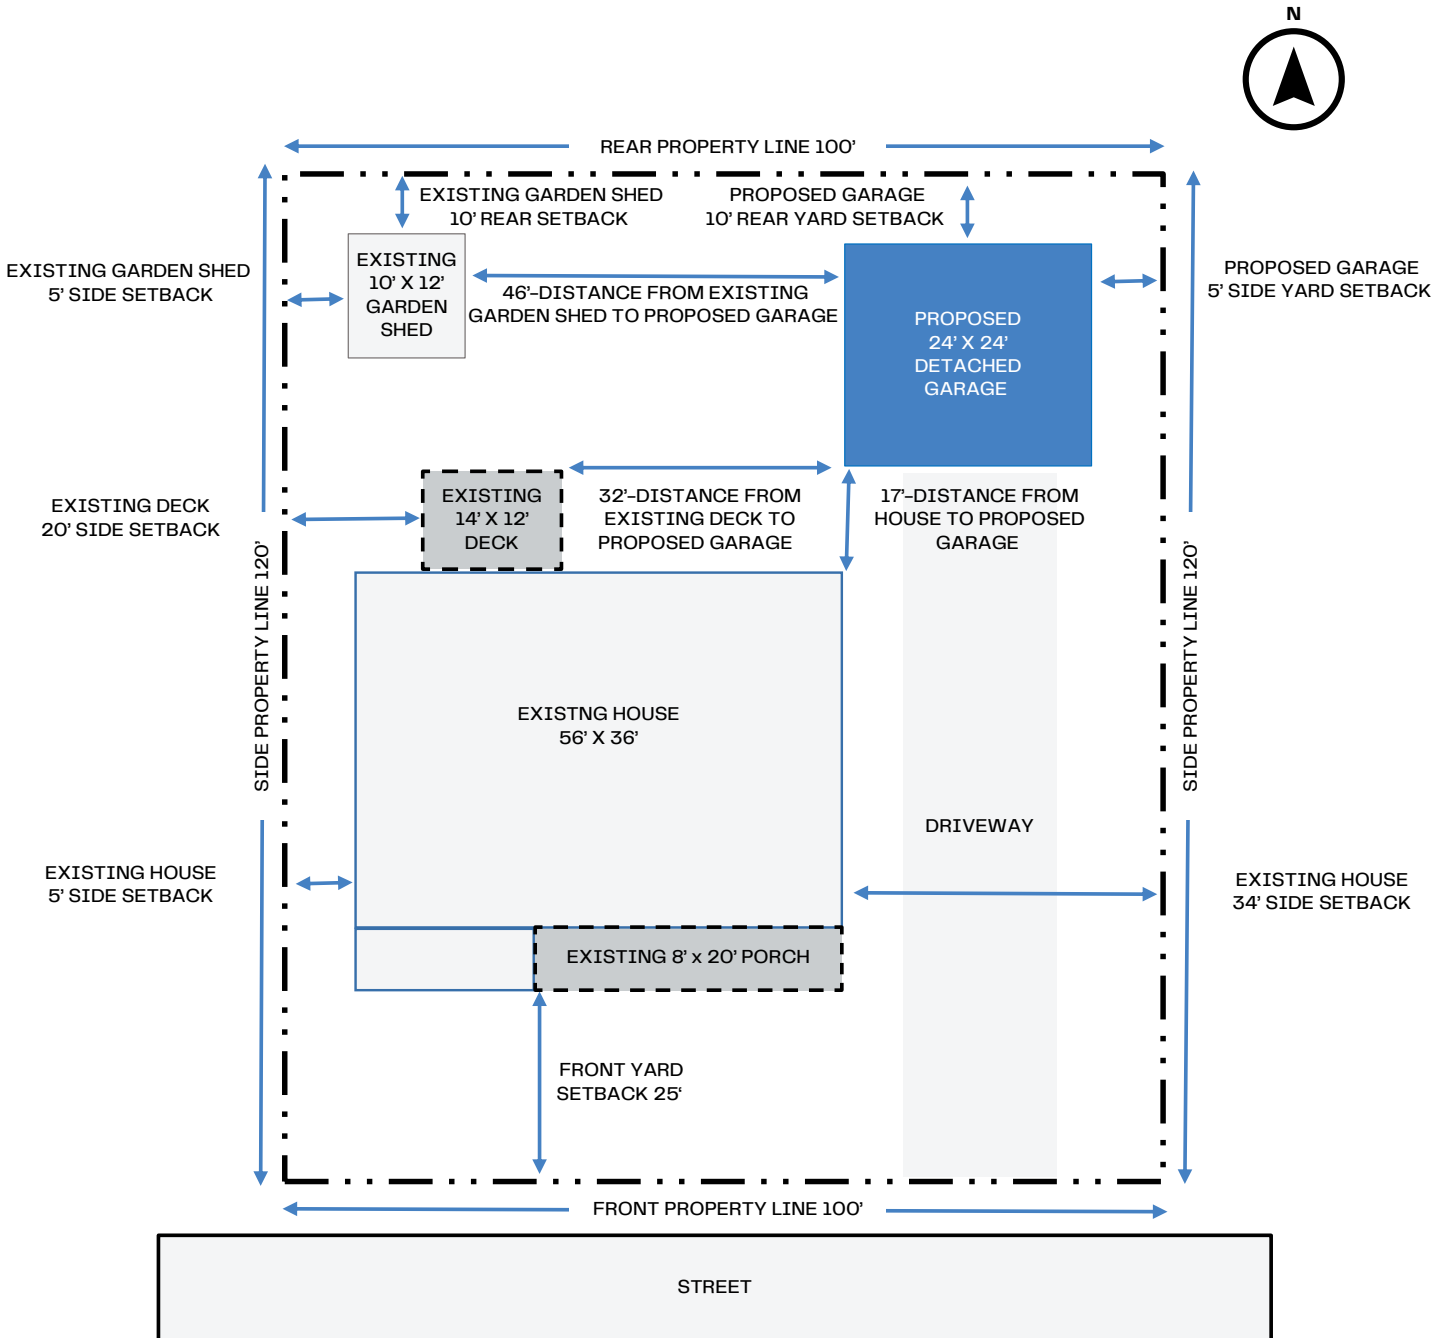 N
REAR PROPERTY LINE 100’
EXISTING GARDEN SHED
10’ REAR SETBACK
PROPOSED GARAGE
10’ REAR YARD SETBACK
EXISTING GARDEN SHED
5’ SIDE SETBACK
EXISTING
10’ X 12’
GARDEN
SHED
46’-DISTANCE FROM EXISTING
GARDEN SHED TO PROPOSED GARAGE
PROPOSED
24’ X 24’
DETACHED
GARAGE
PROPOSED GARAGE
5’ SIDE YARD SETBACK
EXISTING DECK
20’ SIDE SETBACK
EXISTING
14’ X 12’
DECK
32’-DISTANCE FROM
EXISTING DECK TO
PROPOSED GARAGE
17’-DISTANCE FROM
HOUSE TO PROPOSED
GARAGE
SIDE PROPERTY LINE 120’
SIDE PROPERTY LINE 120’
EXISTNG HOUSE
56’ X 36’
DRIVEWAY
EXISTING HOUSE
5’ SIDE SETBACK
EXISTING HOUSE
34’ SIDE SETBACK
EXISTING 8’ x 20’ PORCH
FRONT YARD
SETBACK 25‘
FRONT PROPERTY LINE 100’
STREET